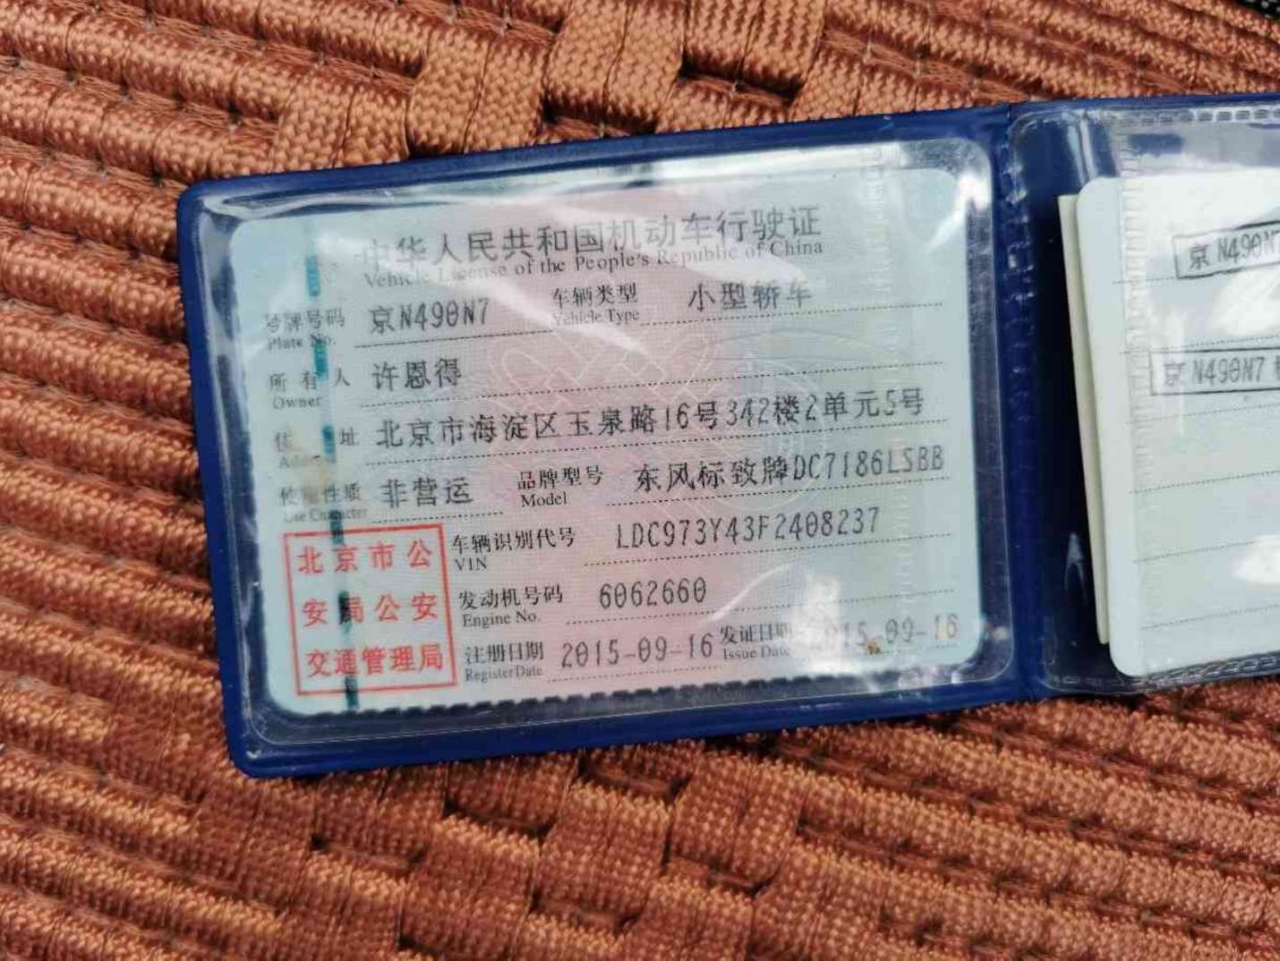 中华人民共和国机动车行驶证
Vehicle License of the People's Republic of China
号牌号码 京N490N7 车辆类型 小型轿车
Plate No. Vehicle Type
所有人 许恩得
Owner
住址 北京市海淀区玉泉路16号342楼2单元5号
使用性质 非营运 品牌型号 东风标致牌DC7186LSBB
Use Character Model
车辆识别代号 LDC973Y43F2408237
VIN
发动机号码 6062660
Engine No.
注册日期 2015-09-16 发证日期 2015-09-16
Register Date Issue Date
北京市公
安局公安
交通管理局
京N490N7
京N490N7